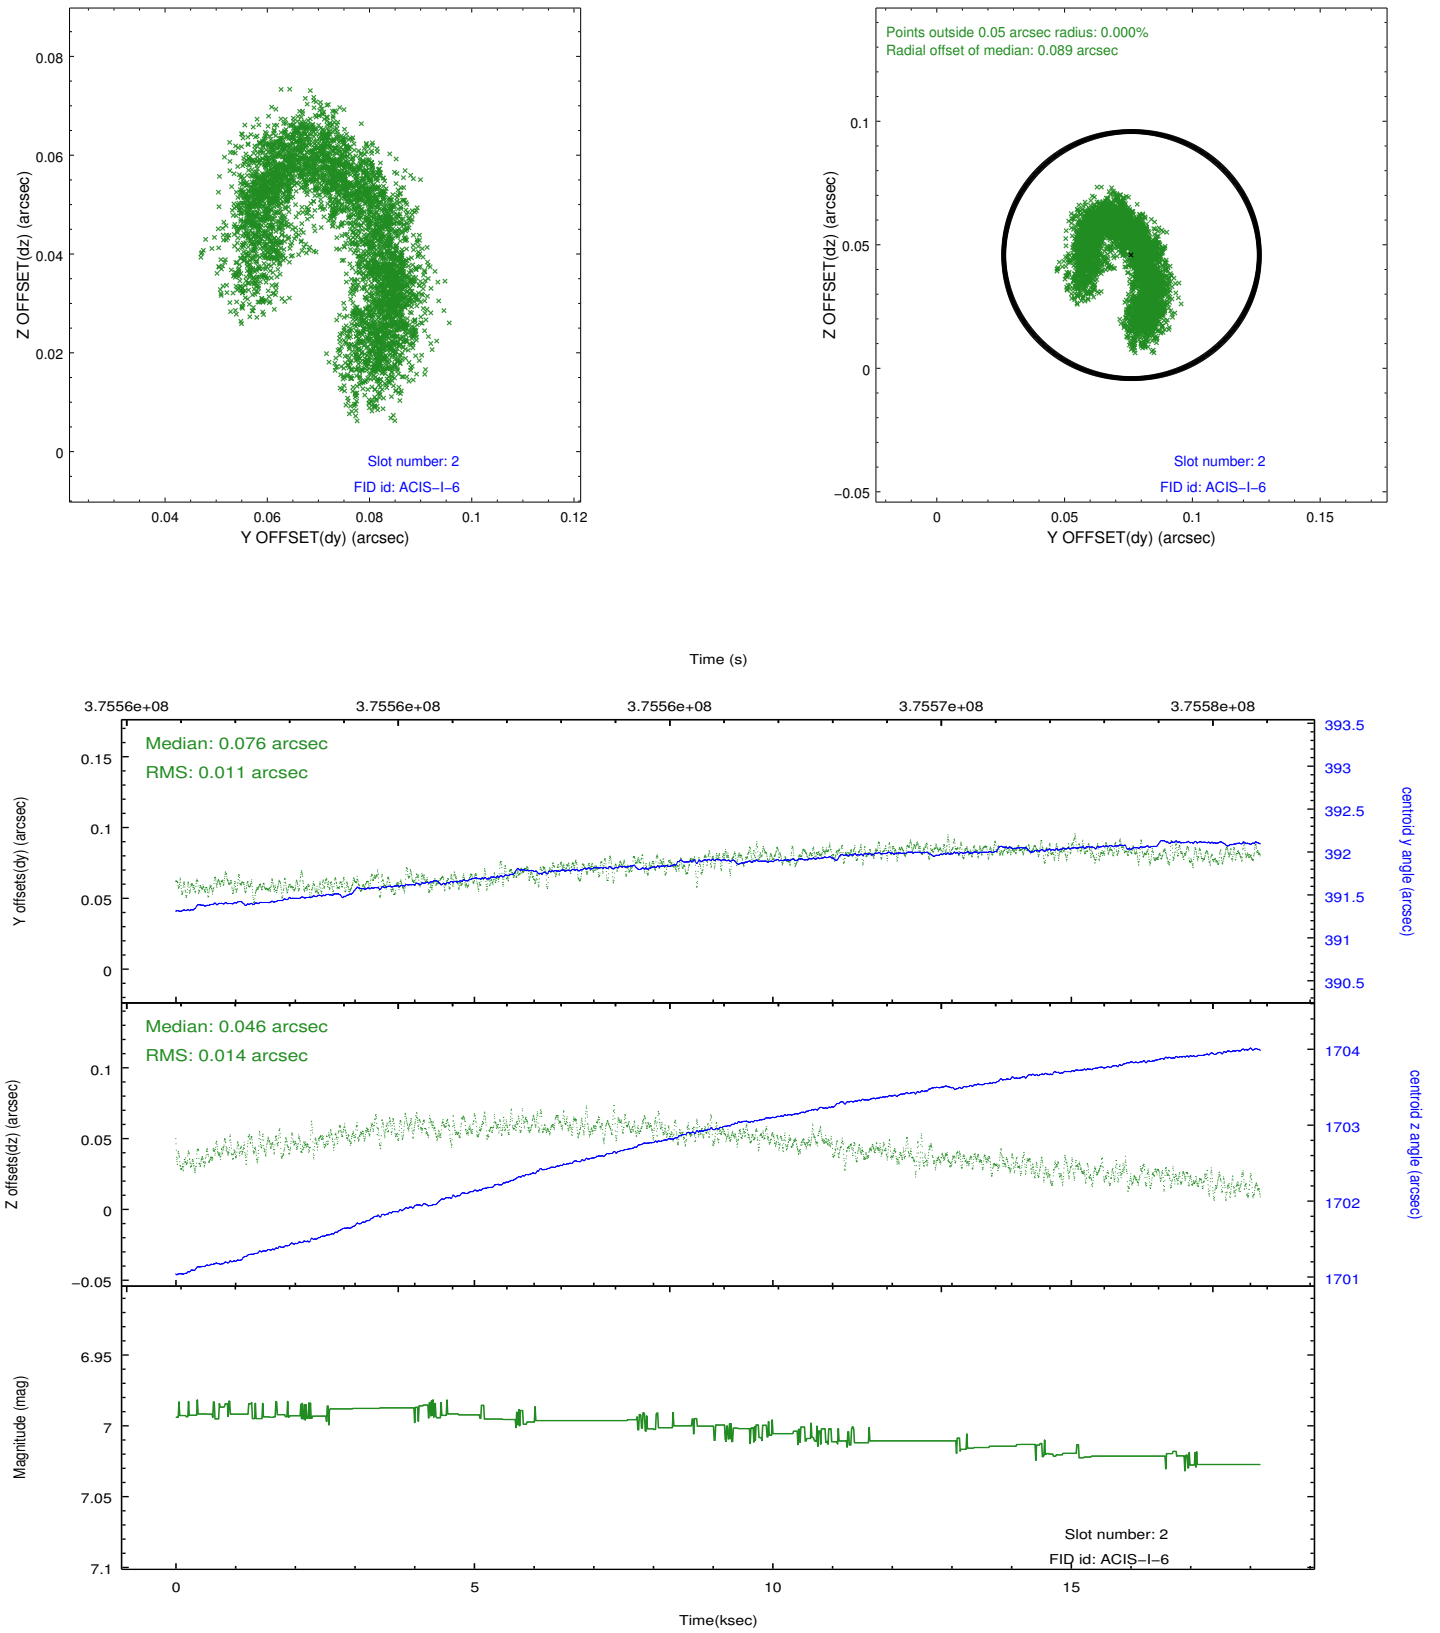 0.08
0.06
0.04
0.02
0
Z OFFSET(dz) (arcsec)
Slot number: 2
FID id: ACIS−I−6
0.04 0.06 0.08 0.1 0.12
Y OFFSET(dy) (arcsec)
Points outside 0.05 arcsec radius: 0.000%
Radial offset of median: 0.089 arcsec
0.1
0.05
0
−0.05
Z OFFSET(dz) (arcsec)
Slot number: 2
FID id: ACIS−I−6
0 0.05 0.1 0.15
Y OFFSET(dy) (arcsec)
Time (s)
3.7556e+08 3.7556e+08 3.7556e+08 3.7557e+08 3.7558e+08
Median: 0.076 arcsec
RMS: 0.011 arcsec
0.15
0.1
0.05
0
Y offsets(dy) (arcsec)
393.5
393
392.5
392
391.5
391
390.5
centroid y angle (arcsec)
Median: 0.046 arcsec
RMS: 0.014 arcsec
0.1
0.05
0
−0.05
Z offsets(dz) (arcsec)
1704
1703
1702
1701
centroid z angle (arcsec)
6.95
7
7.05
7.1
Magnitude (mag)
Slot number: 2
FID id: ACIS−I−6
0 5 10 15
Time(ksec)